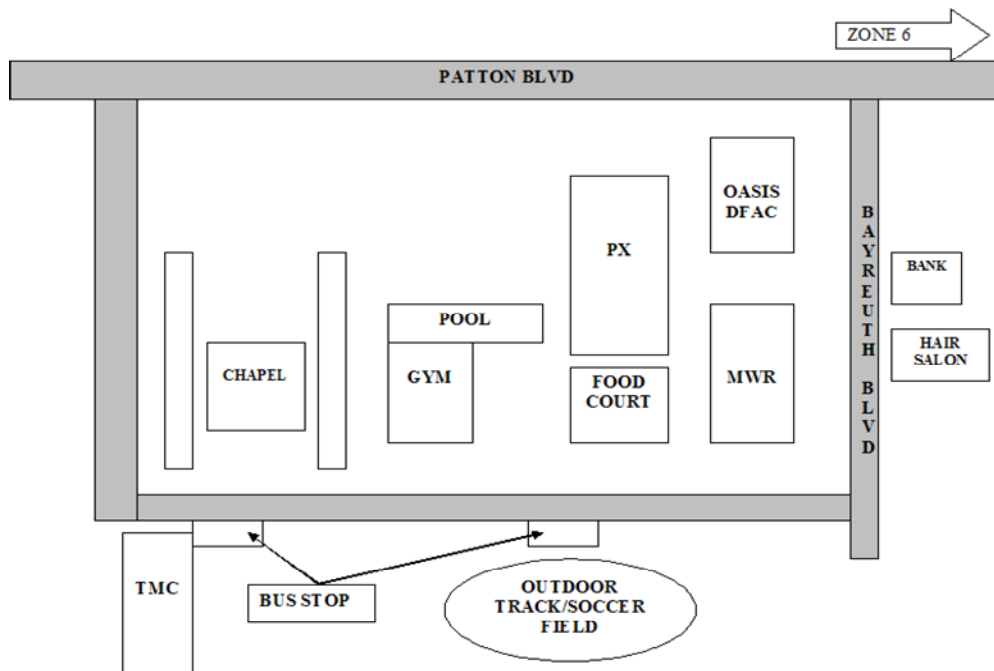 ZONE 6
PATTON BLVD
OASIS
DFAC
PX
BAYREUTH BLVD
BANK
POOL
HAIR
SALON
CHAPEL
GYM
FOOD
COURT
MWR
TMC
BUS STOP
OUTDOOR
TRACK/SOCCER
FIELD